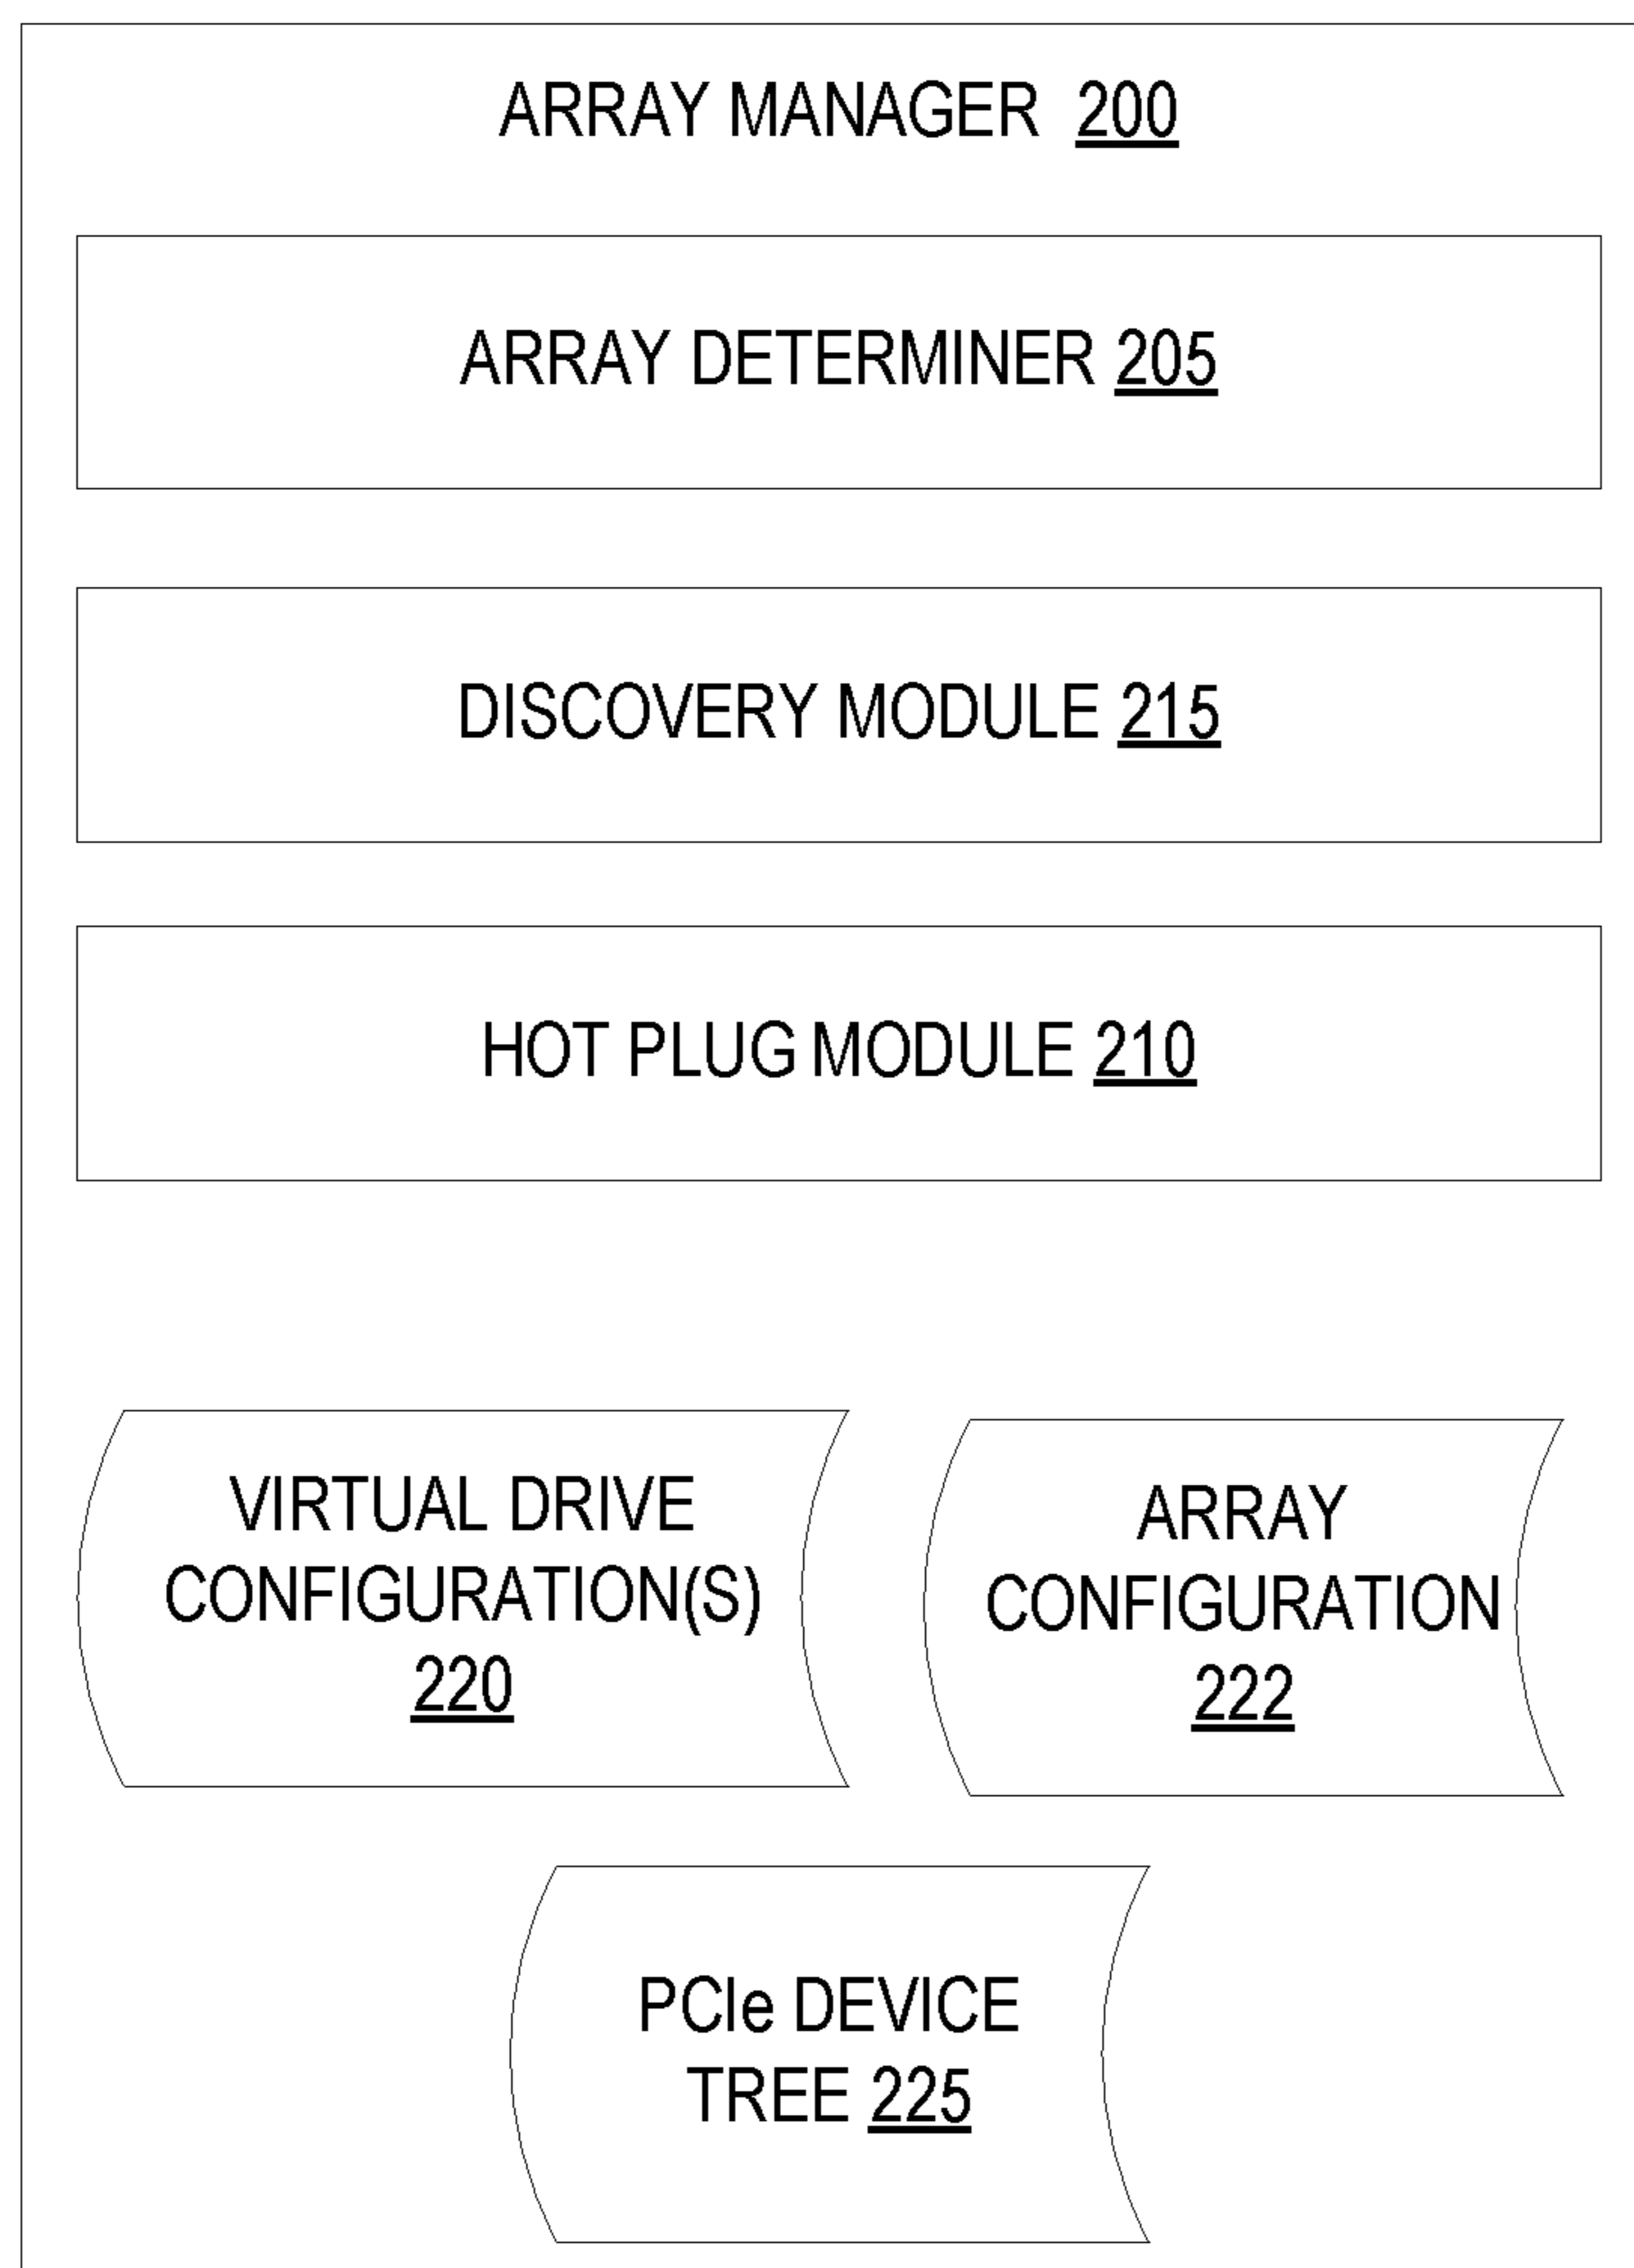 ARRAY MANAGER 200
ARRAY DETERMINER 205
DISCOVERY MODULE 215
HOT PLUG MODULE 210
VIRTUAL DRIVE
CONFIGURATION(S)
220
ARRAY
CONFIGURATION
222
PCIe DEVICE
TREE 225